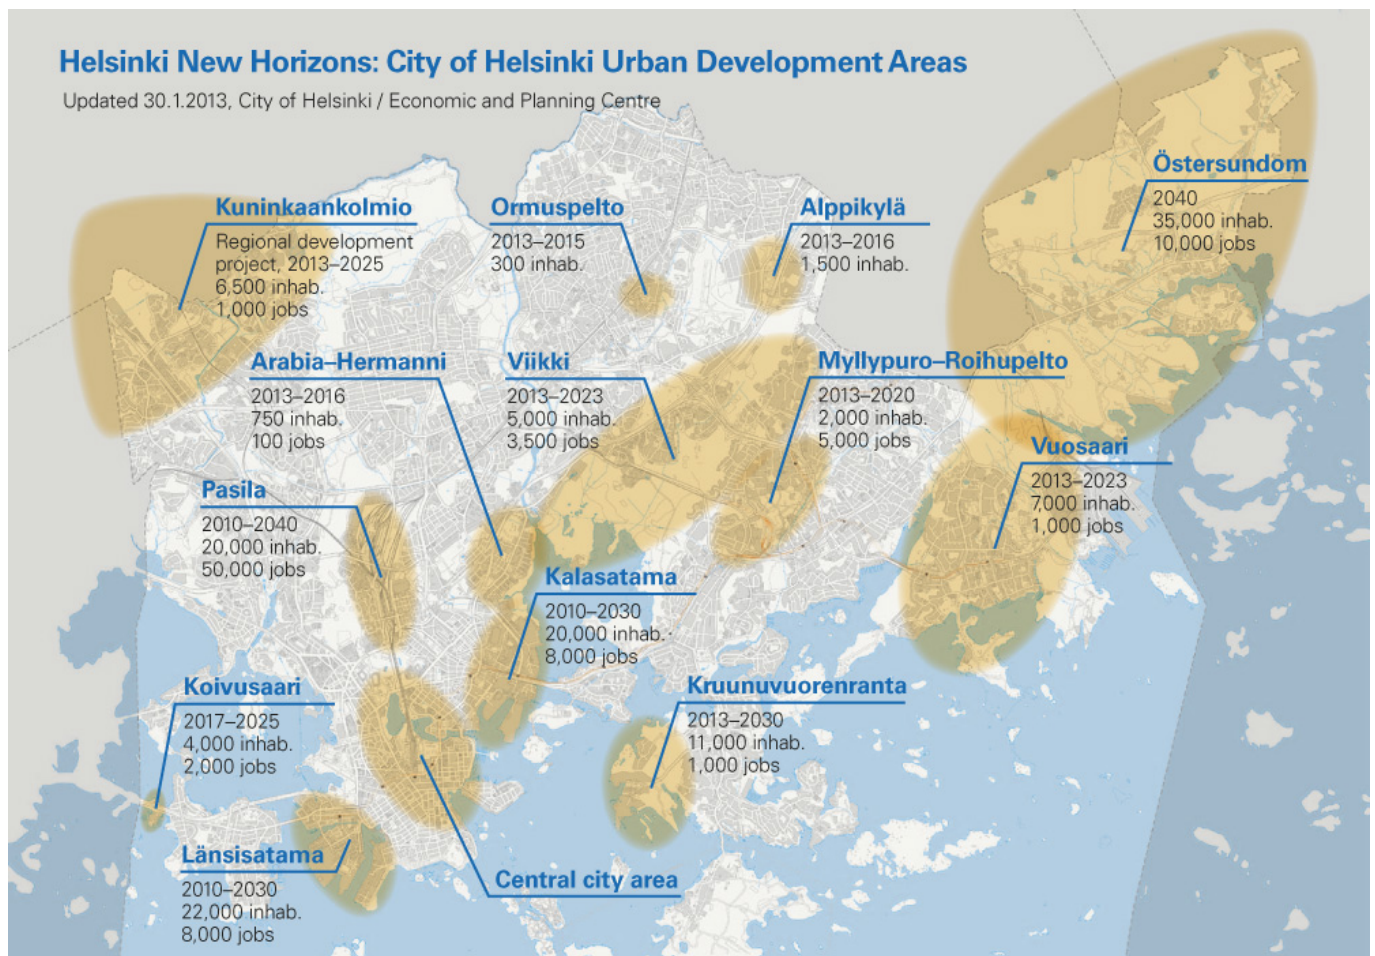 Helsinki New Horizons: City of Helsinki Urban Development Areas
Updated 30.1.2013, City of Helsinki / Economic and Planning Centre
Östersundom
2040
35,000 inhab.
10,000 jobs
Kuninkaankolmio
Regional development
project, 2013–2025
6,500 inhab.
1,000 jobs
Ormuspelto
2013–2015
300 inhab.
Alppikylä
2013–2016
1,500 inhab.
Arabia–Hermanni
2013–2016
750 inhab.
100 jobs
Viikki
2013–2023
5,000 inhab.
3,500 jobs
Myllypuro–Roihupelto
2013–2020
2,000 inhab.
5,000 jobs
Vuosaari
2013–2023
7,000 inhab.
1,000 jobs
Pasila
2010–2040
20,000 inhab.
50,000 jobs
Kalasatama
2010–2030
20,000 inhab.
8,000 jobs
Koivusaari
2017–2025
4,000 inhab.
2,000 jobs
Kruunuvuorenranta
2013–2030
11,000 inhab.
1,000 jobs
Länsisatama
2010–2030
22,000 inhab.
8,000 jobs
Central city area